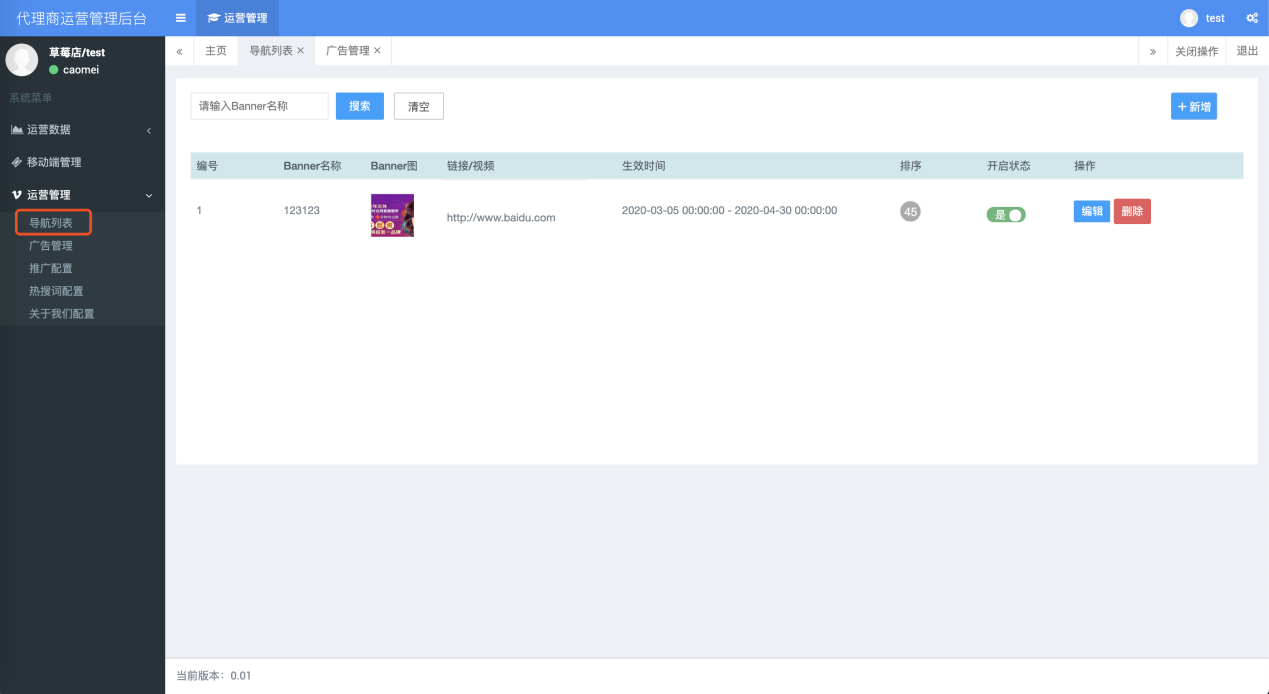 代理商运营管理后台
运营管理
test
草莓店/test
caomei
系统菜单
运营数据
移动端管理
运营管理
导航列表
广告管理
推广配置
热搜词配置
关于我们配置
主页
导航列表
广告管理
关闭操作
退出
请输入Banner名称
搜索
清空
+ 新增
编号 Banner名称 Banner图 链接/视频 生效时间 排序 开启状态 操作
1 123123 http://www.baidu.com 2020-03-05 00:00:00 - 2020-04-30 00:00:00 45 是 编辑 删除
当前版本：0.01